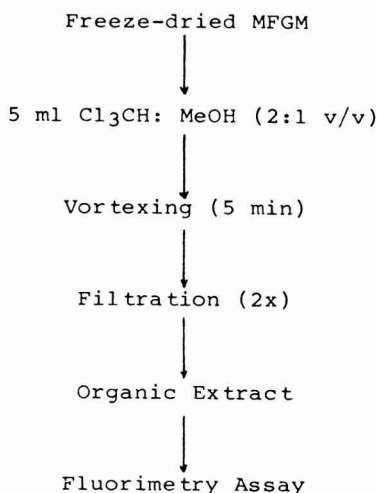 Freeze-dried MFGM
5 ml Cl3CH: MeOH (2:1 v/v)
Vortexing (5 min)
Filtration (2x)
Organic Extract
Fluorimetry Assay